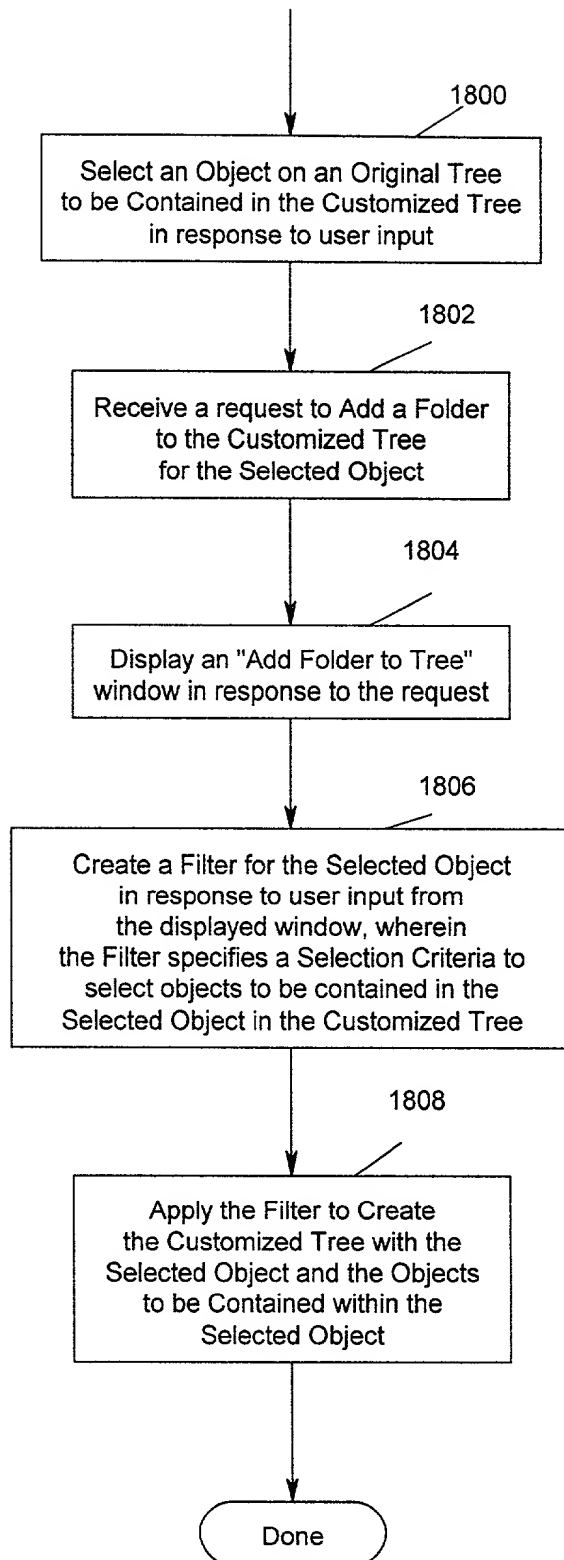 1800
Select an Object on an Original Tree
to be Contained in the Customized Tree
in response to user input
1802
Receive a request to Add a Folder
to the Customized Tree
for the Selected Object
1804
Display an "Add Folder to Tree"
window in response to the request
1806
Create a Filter for the Selected Object
in response to user input from
the displayed window, wherein
the Filter specifies a Selection Criteria to
select objects to be contained in the
Selected Object in the Customized Tree
1808
Apply the Filter to Create
the Customized Tree with the
Selected Object and the Objects
to be Contained within the
Selected Object
Done